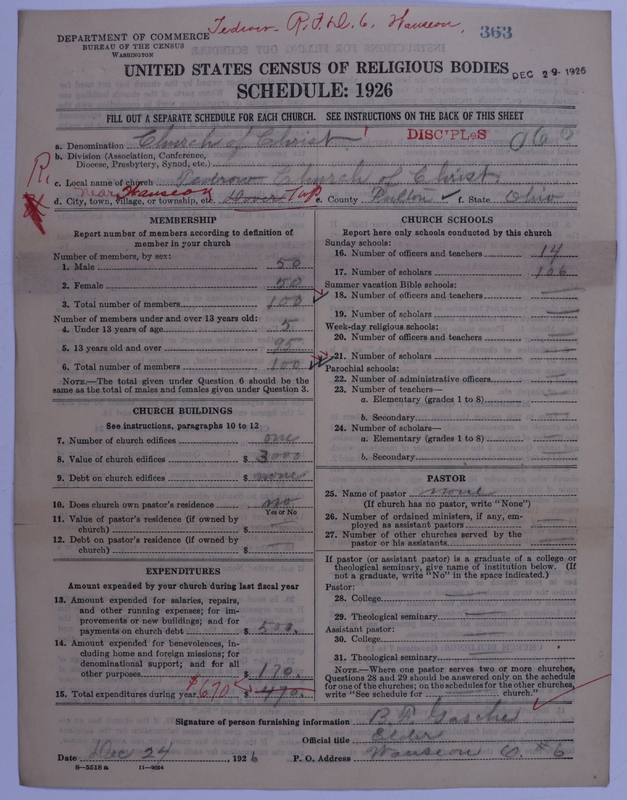 Tedrow. R.F.D. 6, Wauseon.
363
DEPARTMENT OF COMMERCE
BUREAU OF THE CENSUS
WASHINGTON
UNITED STATES CENSUS OF RELIGIOUS BODIES
DEC 29 1926
SCHEDULE: 1926
FILL OUT A SEPARATE SCHEDULE FOR EACH CHURCH. SEE INSTRUCTIONS ON THE BACK OF THIS SHEET
DISCIPLES
a. Denomination Church of Christ
b. Division (Association, Conference,
Diocese, Presbytery, Synod, etc.)
c. Local name of church Church of Christ
near Wauseon
d. City, town, village, or township, etc. Dover Twp e. County Fulton f. State Ohio
MEMBERSHIP
Report number of members according to definition of
member in your church
Number of members, by sex:
1. Male 50
2. Female 50
3. Total number of members 100
Number of members under and over 13 years old:
4. Under 13 years of age 5
5. 13 years old and over 95
6. Total number of members 100
NOTE.—The total given under Question 6 should be the
same as the total of males and females given under Question 3.
CHURCH BUILDINGS
See instructions, paragraphs 10 to 12
7. Number of church edifices one
8. Value of church edifices $ 3000
9. Debt on church edifices $ none
10. Does church own pastor's residence no
Yes or No
11. Value of pastor's residence (if owned by
church) $
12. Debt on pastor's residence (if owned by
church) $
EXPENDITURES
Amount expended by your church during last fiscal year
13. Amount expended for salaries, repairs,
and other running expenses; for im-
provements or new buildings; and for
payments on church debt $ 500.
14. Amount expended for benevolences, in-
cluding home and foreign missions; for
denominational support; and for all
other purposes $ 170.
15. Total expenditures during year $670 $ 470.
CHURCH SCHOOLS
Report here only schools conducted by this church
Sunday schools:
16. Number of officers and teachers 14
17. Number of scholars 106
Summer vacation Bible schools:
18. Number of officers and teachers
19. Number of scholars
Week-day religious schools:
20. Number of officers and teachers
21. Number of scholars
Parochial schools:
22. Number of administrative officers
23. Number of teachers—
a. Elementary (grades 1 to 8)
b. Secondary
24. Number of scholars—
a. Elementary (grades 1 to 8)
b. Secondary
PASTOR
25. Name of pastor none
(If church has no pastor, write "None")
26. Number of ordained ministers, if any, em-
ployed as assistant pastors
27. Number of other churches served by the
pastor or his assistants
If pastor (or assistant pastor) is a graduate of a college or
theological seminary, give name of institution below. (If
not a graduate, write "No" in the space indicated.)
Pastor:
28. College
29. Theological seminary
Assistant pastor:
30. College
31. Theological seminary
NOTE.—Where one pastor serves two or more churches,
Questions 28 and 29 should be answered only on the schedule
for one of the churches; on the schedules for the other churches,
write "See schedule for church."
Signature of person furnishing information
Official title Elder
Date Dec 24, 1926 P. O. Address Wauseon O. #6
8—5518a 11—9024